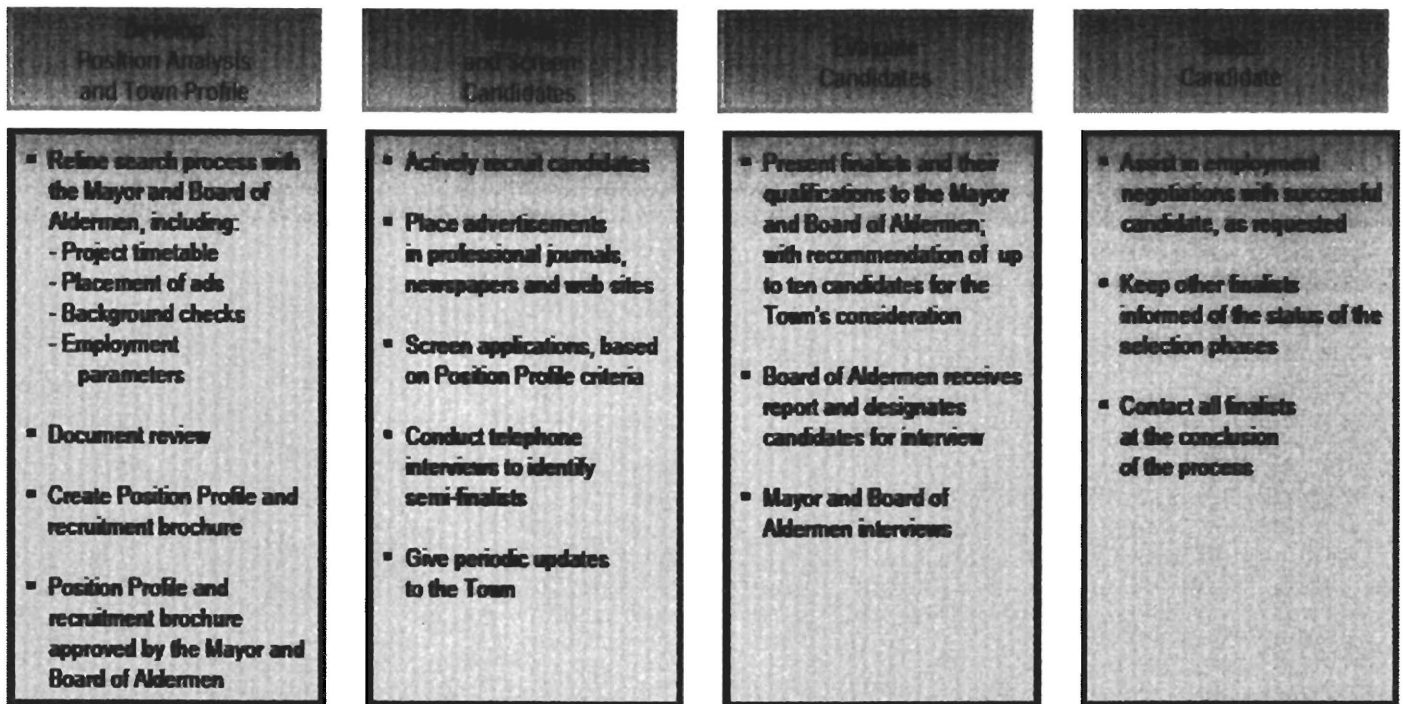 Develop
Position Analysis
and Town Profile
▪ Refine search process with
the Mayor and Board of
Aldermen, including:
- Project timetable
- Placement of ads
- Background checks
- Employment
parameters
▪ Document review
▪ Create Position Profile and
recruitment brochure
▪ Position Profile and
recruitment brochure
approved by the Mayor and
Board of Aldermen
and Screen
Candidates
▪ Actively recruit candidates
▪ Place advertisements
in professional journals,
newspapers and web sites
▪ Screen applications, based
on Position Profile criteria
▪ Conduct telephone
interviews to identify
semi-finalists
▪ Give periodic updates
to the Town
Evaluate
Candidates
▪ Present finalists and their
qualifications to the Mayor
and Board of Aldermen;
with recommendation of up
to ten candidates for the
Town's consideration
▪ Board of Aldermen receives
report and designates
candidates for interview
▪ Mayor and Board of
Aldermen interviews
Select
Candidate
▪ Assist in employment
negotiations with successful
candidate, as requested
▪ Keep other finalists
informed of the status of the
selection phases
▪ Contact all finalists
at the conclusion
of the process